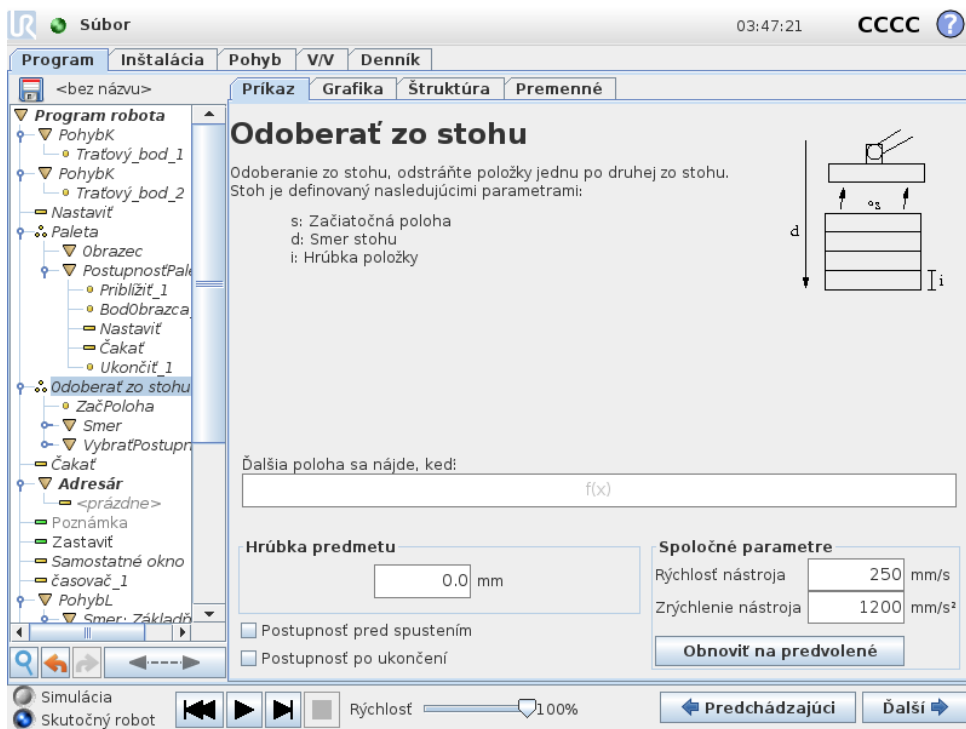 UR Súbor 03:47:21 CCCC ?
Program Inštalácia Pohyb V/V Denník
<bez názvu>
Príkaz Grafika Štruktúra Premenné
Program robota
PohybK
Traťový_bod_1
PohybK
Traťový_bod_2
Nastaviť
Paleta
Obrazec
PostupnosťPale
Priblížiť_1
BodObrazca
Nastaviť
Čakať
Ukončiť_1
Odoberať zo stohu
ZačPoloha
Smer
VybraťPostupn
Čakať
Adresár
<prázdne>
Poznámka
Zastaviť
Samostatné okno
časovač_1
PohybL
Smer: Základň
Odoberať zo stohu
Odoberanie zo stohu, odstráňte položky jednu po druhej zo stohu.
Stoh je definovaný nasledujúcimi parametrami:
s: Začiatočná poloha
d: Smer stohu
i: Hrúbka položky
s
d
i
Ďalšia poloha sa nájde, keď:
f(x)
Hrúbka predmetu
0.0 mm
Postupnosť pred spustením
Postupnosť po ukončení
Spoločné parametre
Rýchlosť nástroja 250 mm/s
Zrýchlenie nástroja 1200 mm/s²
Obnoviť na predvolené
Simulácia
Skutočný robot
Rýchlosť 100%
Predchádzajúci Ďalší